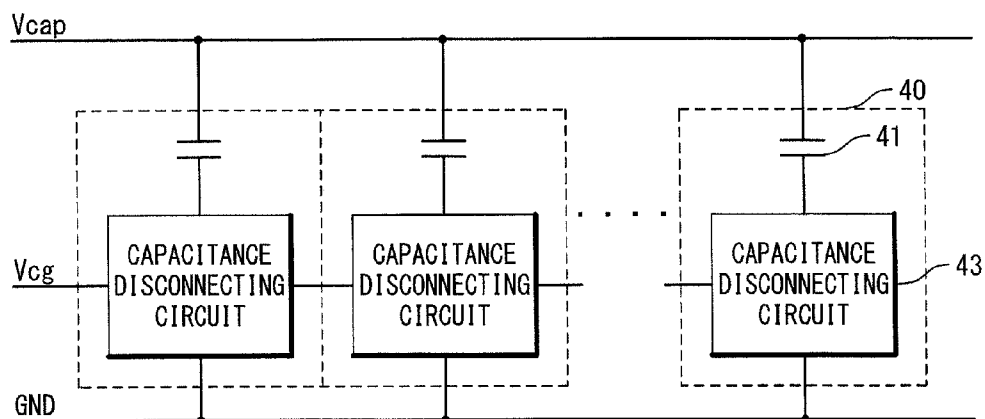 Vcap
40
41
CAPACITANCE
DISCONNECTING
CIRCUIT
CAPACITANCE
DISCONNECTING
CIRCUIT
. . . .
CAPACITANCE
DISCONNECTING
CIRCUIT
Vcg
43
GND